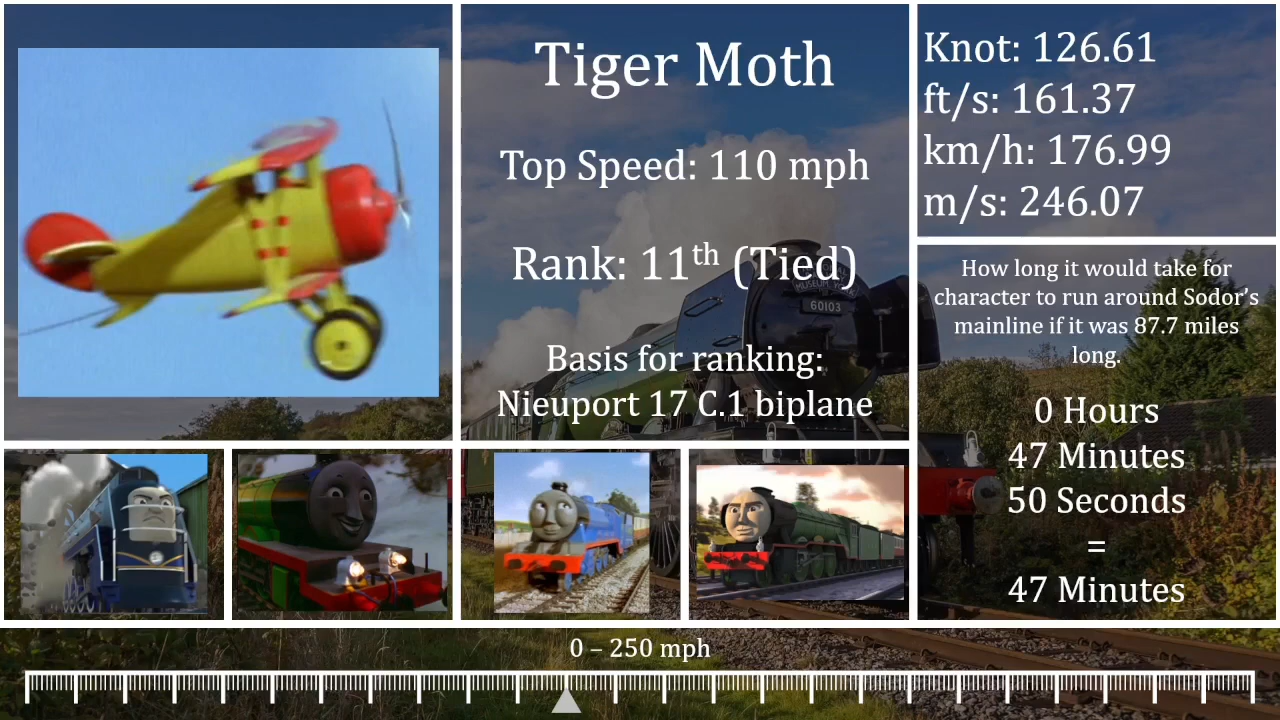 Tiger Moth
Top Speed: 110 mph
Rank: 11th (Tied)
Basis for ranking:
Nieuport 17 C.1 biplane
Knot: 126.61
ft/s: 161.37
km/h: 176.99
m/s: 246.07
How long it would take for
character to run around Sodor's
mainline if it was 87.7 miles
long.
0 Hours
47 Minutes
50 Seconds
=
47 Minutes
60103
0 – 250 mph